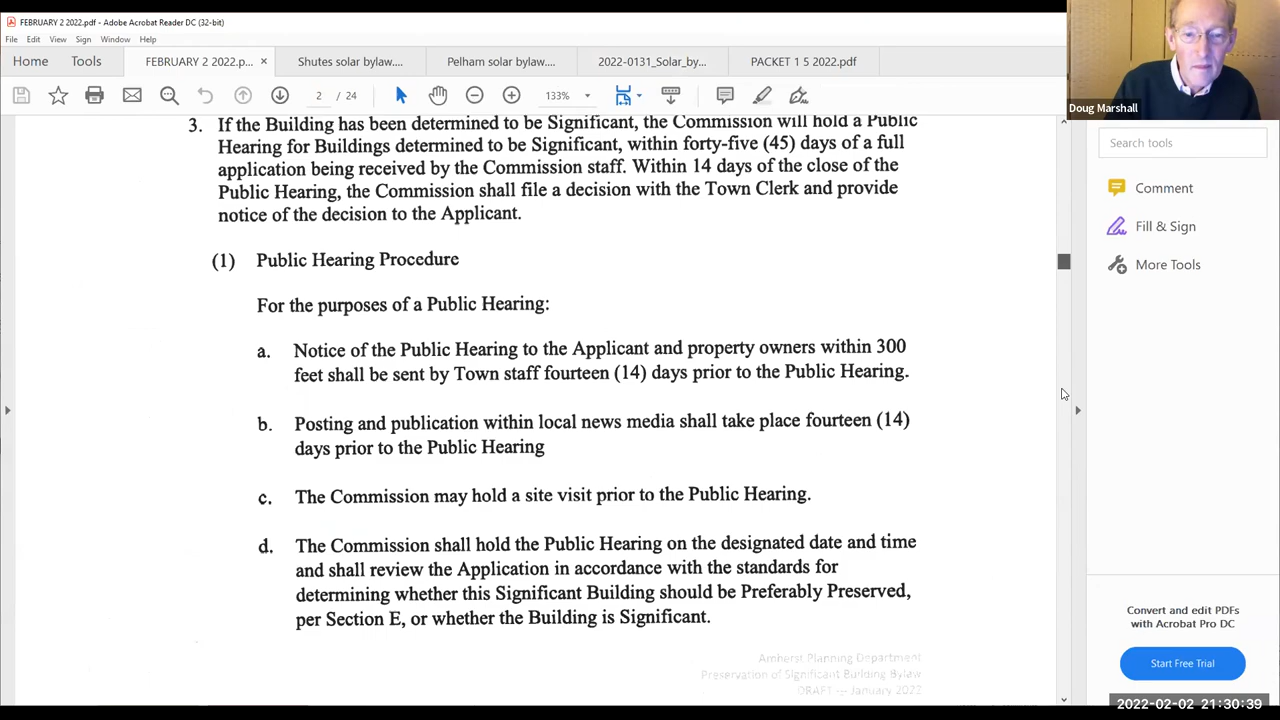 FEBRUARY 2 2022.pdf - Adobe Acrobat Reader DC (32-bit)
File Edit View Sign Window Help
Home Tools FEBRUARY 2 2022.p... × Shutes solar bylaw.... Pelham solar bylaw.... 2022-0131_Solar_by... PACKET 1 5 2022.pdf
2 / 24 133%
Doug Marshall
Search tools
Comment
Fill & Sign
More Tools
3. If the Building has been determined to be Significant, the Commission will hold a Public
Hearing for Buildings determined to be Significant, within forty-five (45) days of a full
application being received by the Commission staff. Within 14 days of the close of the
Public Hearing, the Commission shall file a decision with the Town Clerk and provide
notice of the decision to the Applicant.
(1) Public Hearing Procedure
For the purposes of a Public Hearing:
a. Notice of the Public Hearing to the Applicant and property owners within 300
feet shall be sent by Town staff fourteen (14) days prior to the Public Hearing.
b. Posting and publication within local news media shall take place fourteen (14)
days prior to the Public Hearing
c. The Commission may hold a site visit prior to the Public Hearing.
d. The Commission shall hold the Public Hearing on the designated date and time
and shall review the Application in accordance with the standards for
determining whether this Significant Building should be Preferably Preserved,
per Section E, or whether the Building is Significant.
Amherst Planning Department
Preservation of Significant Building Bylaw
DRAFT – January 2022
Convert and edit PDFs
with Acrobat Pro DC
Start Free Trial
2022-02-02 21:30:39